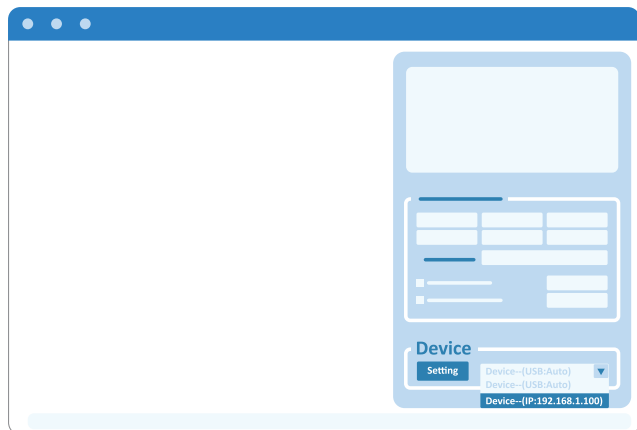 Device
Setting
Device--(USB:Auto)
Device--(USB:Auto)
Device--(IP:192.168.1.100)